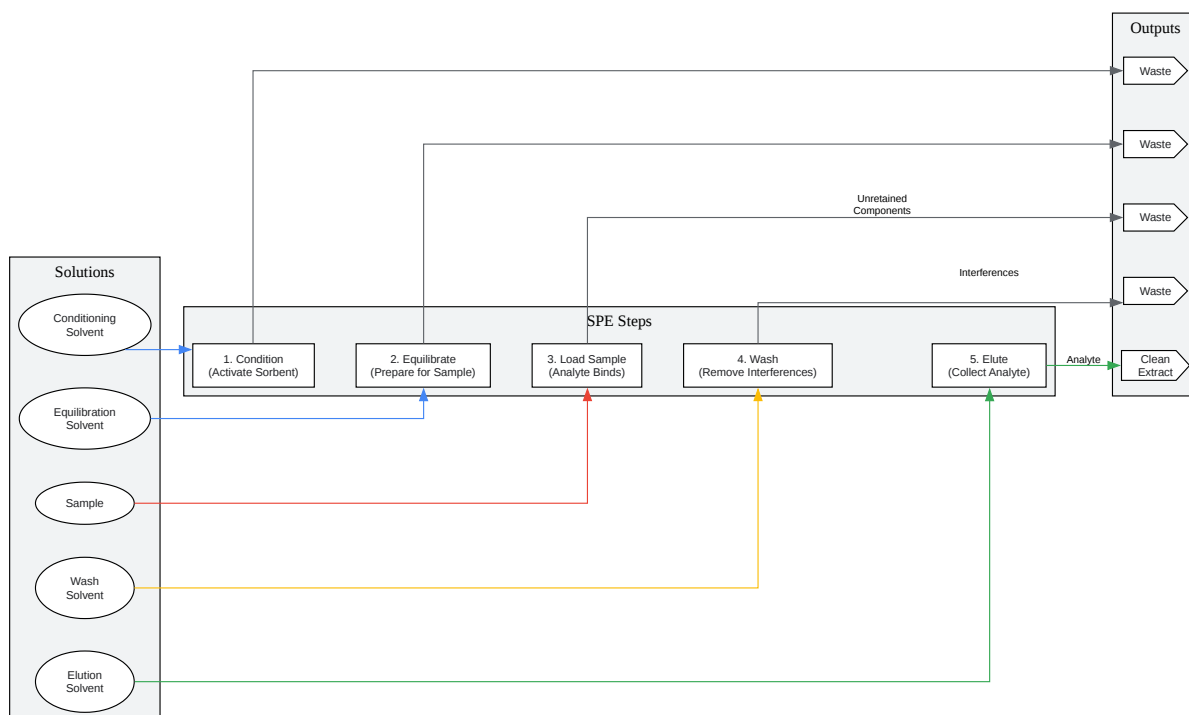 Outputs
Waste
Waste
Unretained
Components
Waste
Interferences
Waste
Solutions
Conditioning
Solvent
SPE Steps
1. Condition
(Activate Sorbent)
2. Equilibrate
(Prepare for Sample)
3. Load Sample
(Analyte Binds)
4. Wash
(Remove Interferences)
5. Elute
(Collect Analyte)
Analyte
Clean
Extract
Equilibration
Solvent
Sample
Wash
Solvent
Elution
Solvent